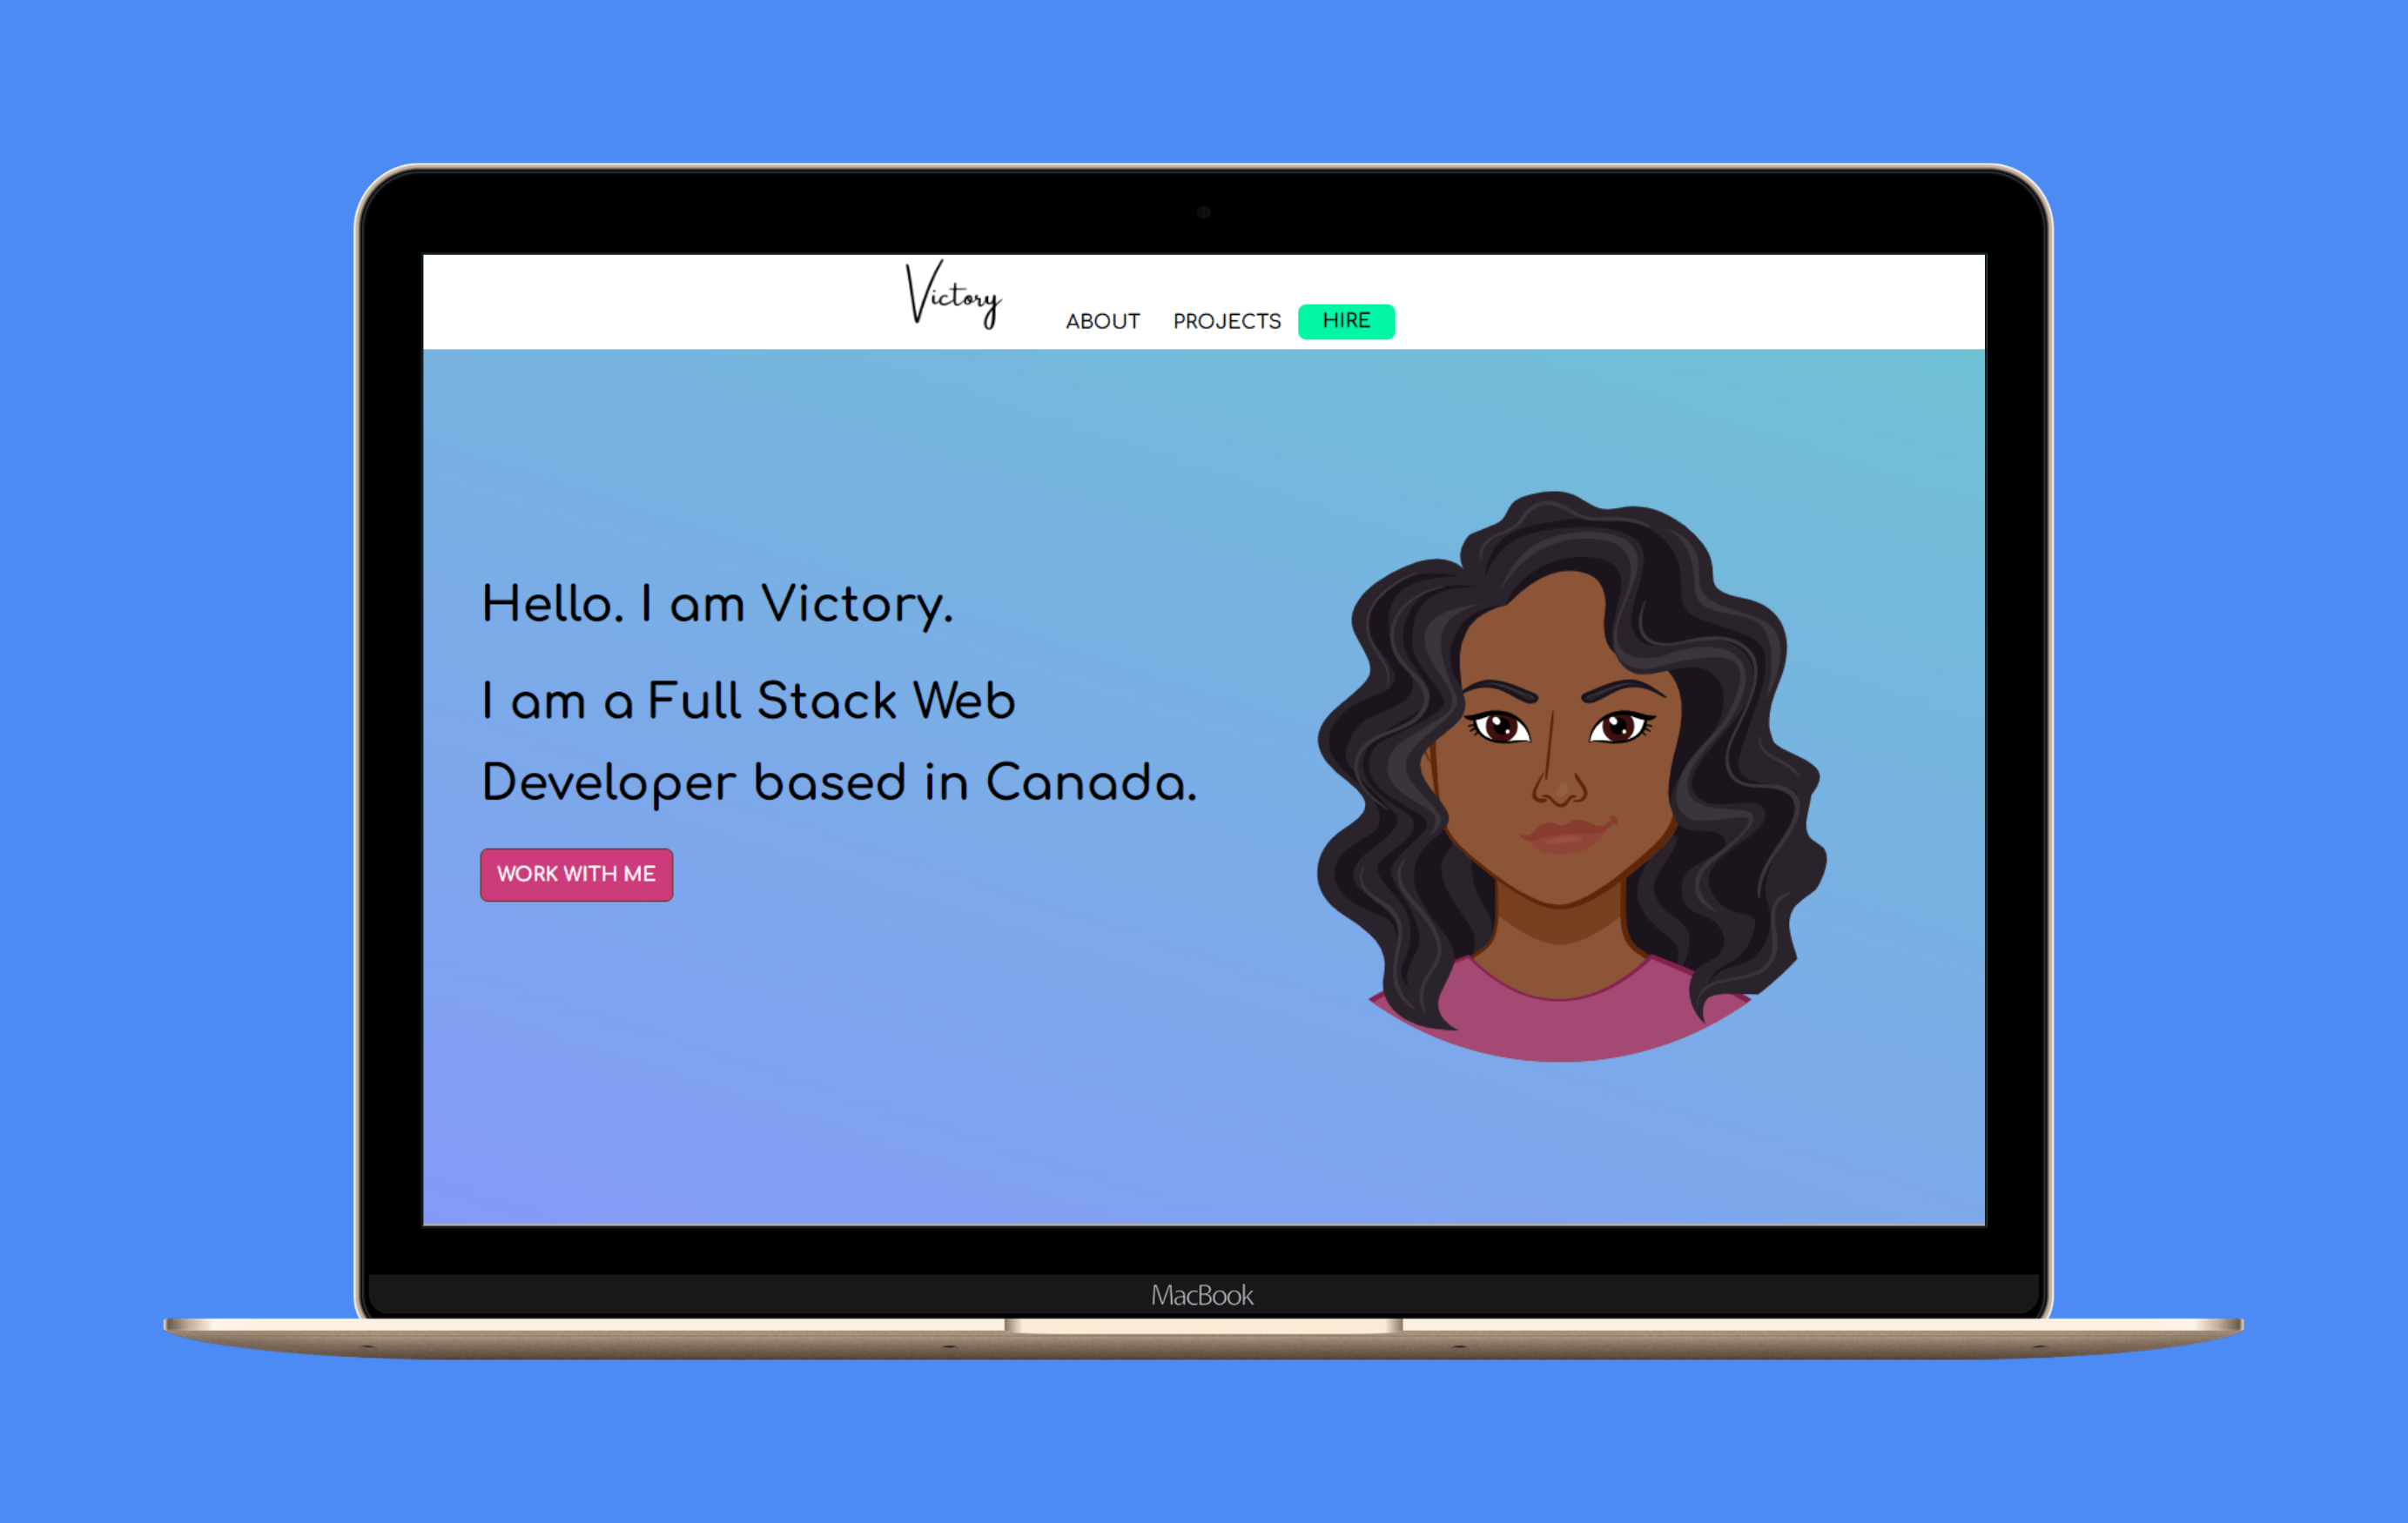 Victory
ABOUT PROJECTS HIRE
Hello. I am Victory.
I am a Full Stack Web
Developer based in Canada.
WORK WITH ME
MacBook